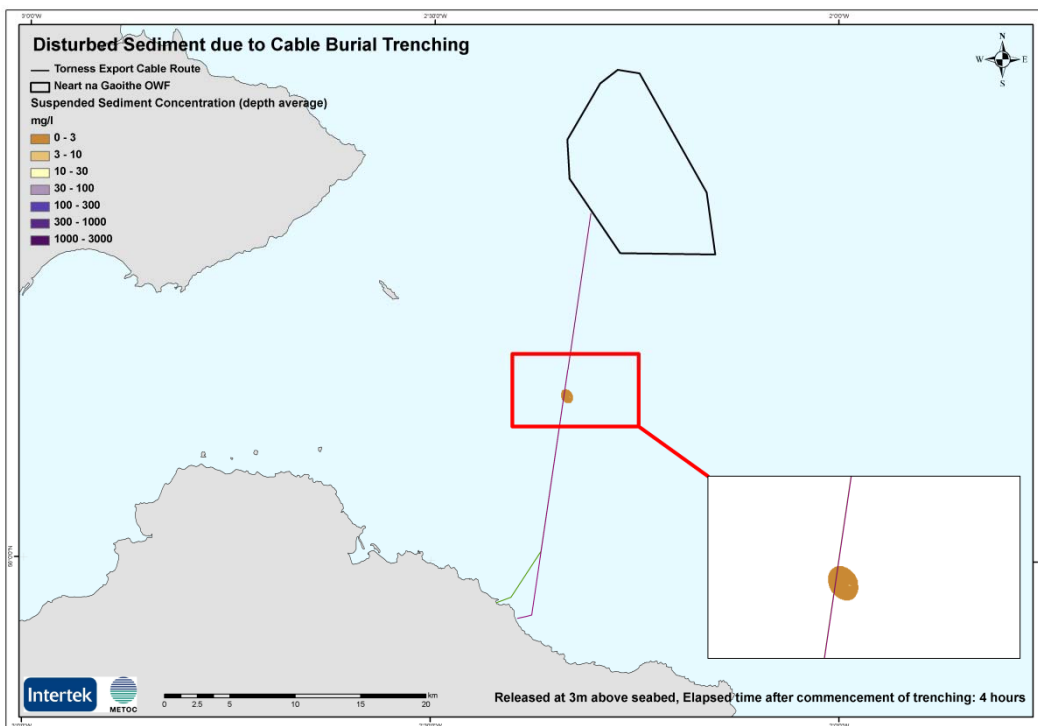 3°0'0"W 2°30'0"W 2°0'0"W
Disturbed Sediment due to Cable Burial Trenching
N
W E
S
Torness Export Cable Route
Neart na Gaoithe OWF
Suspended Sediment Concentration (depth average)
mg/l
0 - 3
3 - 10
10 - 30
30 - 100
100 - 300
300 - 1000
1000 - 3000
Intertek
METOC
km
0 2.5 5 10 15 20
Released at 3m above seabed, Elapsed time after commencement of trenching: 4 hours